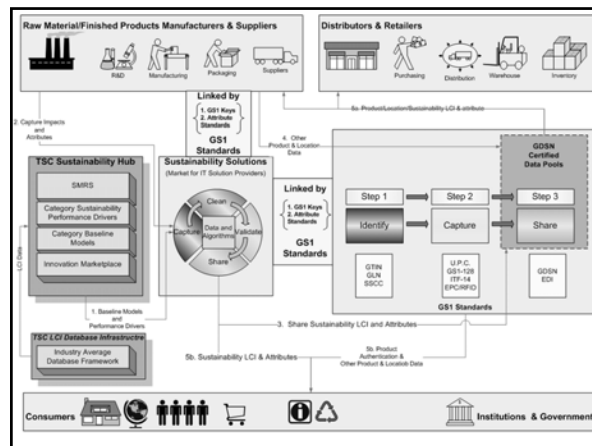 Raw Material/Finished Products Manufacturers & Suppliers
R&D
Manufacturing
Packaging
Suppliers
Distributors & Retailers
Purchasing
Distribution
Warehouse
Inventory
Linked by
1. GS1 Keys
2. Attribute
Standards
GS1
Standards
2. Capture Impacts
and
Attributes
4. Other
Product & Location
Data
6a. Product/Location/Sustainability LCI & attribute
TSC Sustainability Hub
SMRS
Category Sustainability
Performance Drivers
Category Baseline
Models
Innovation Marketplace
Sustainability Solutions
(Market for IT Solution Providers)
Clean
Capture
Data and
Algorithms
Validate
Share
Linked by
1. GS1 Keys
2. Attribute
Standards
GS1
Standards
GDSN
Certified
Data Pools
Step 1
Step 2
Step 3
Identify
Capture
Share
GTIN
GLN
SSCC
U.P.C.
GS1-128
ITF-14
EPC/RFID
GDSN
EDI
GS1 Standards
LCI Data
1. Baseline Models
and
Performance Drivers
3. Share Sustainability LCI and Attributes
TSC LCI Database Infrastructre
Industry Average
Database Framework
5b. Sustainability LCI & Attributes
5b. Product
Authentication &
Other Product & Location Data
Consumers
Institutions & Government